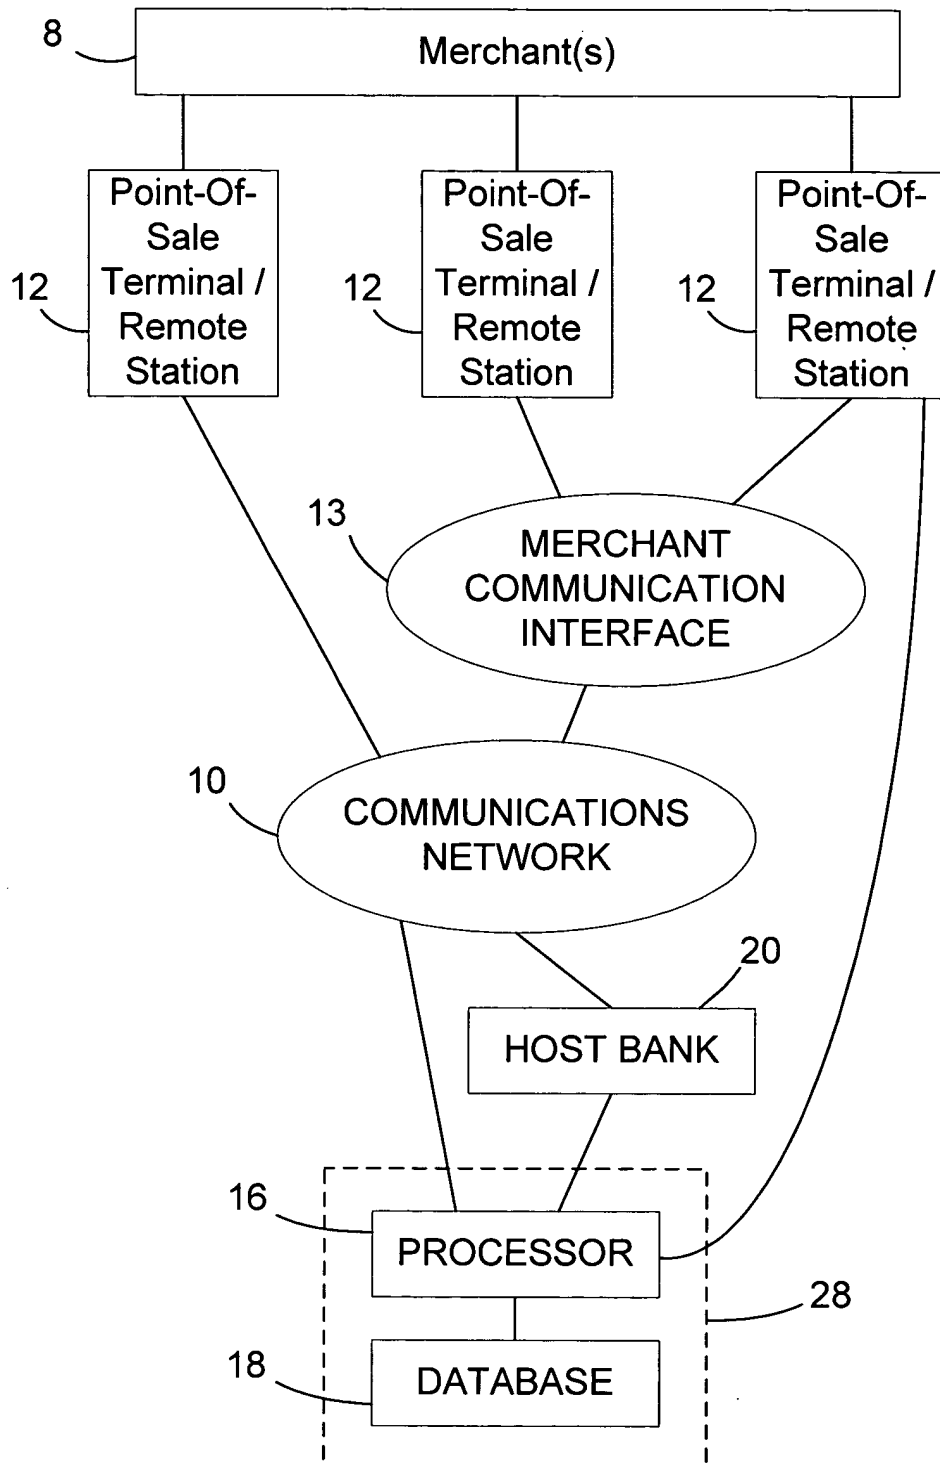 8
Merchant(s)
Point-Of-
Sale
Terminal /
Remote
Station
12
Point-Of-
Sale
Terminal /
Remote
Station
12
Point-Of-
Sale
Terminal /
Remote
Station
12
13
MERCHANT
COMMUNICATION
INTERFACE
10
COMMUNICATIONS
NETWORK
20
HOST BANK
16
PROCESSOR
28
18
DATABASE